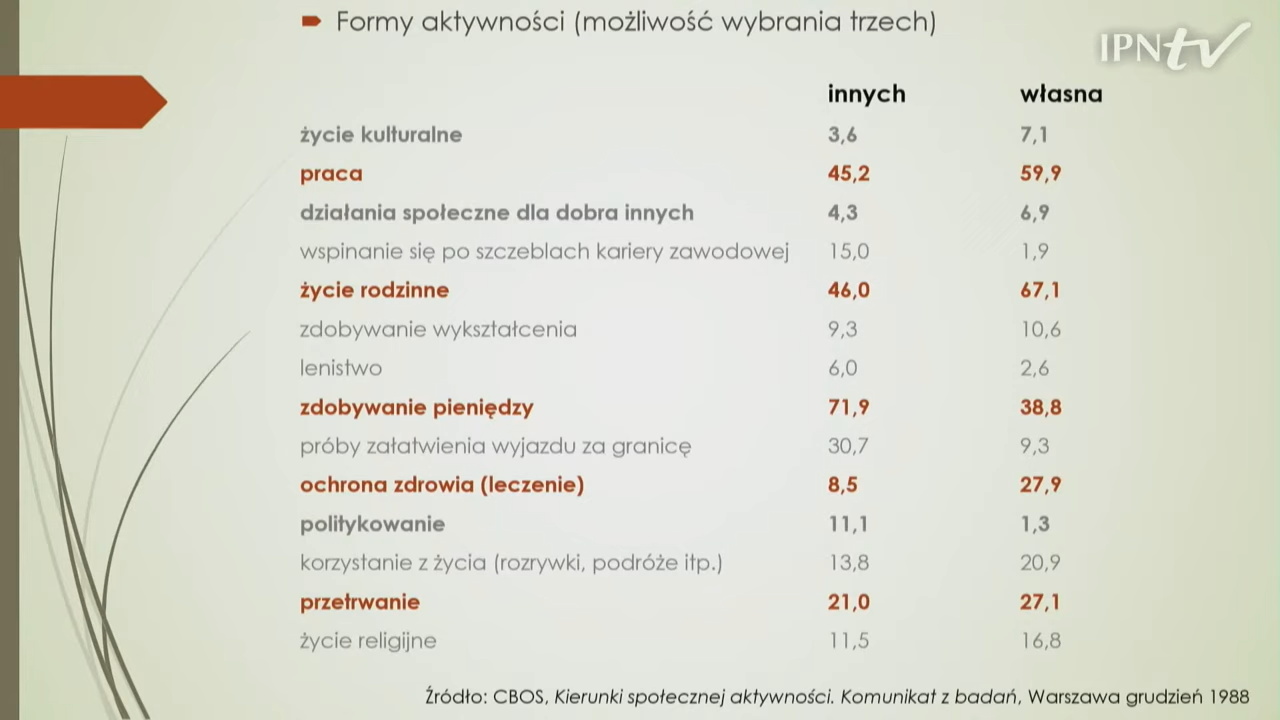 Formy aktywności (możliwość wybrania trzech)
IPNtv
innych własna
życie kulturalne 3,6 7,1
praca 45,2 59,9
działania społeczne dla dobra innych 4,3 6,9
wspinanie się po szczeblach kariery zawodowej 15,0 1,9
życie rodzinne 46,0 67,1
zdobywanie wykształcenia 9,3 10,6
lenistwo 6,0 2,6
zdobywanie pieniędzy 71,9 38,8
próby załatwienia wyjazdu za granicę 30,7 9,3
ochrona zdrowia (leczenie) 8,5 27,9
politykowanie 11,1 1,3
korzystanie z życia (rozrywki, podróże itp.) 13,8 20,9
przetrwanie 21,0 27,1
życie religijne 11,5 16,8
Źródło: CBOS, Kierunki społecznej aktywności. Komunikat z badań, Warszawa grudzień 1988